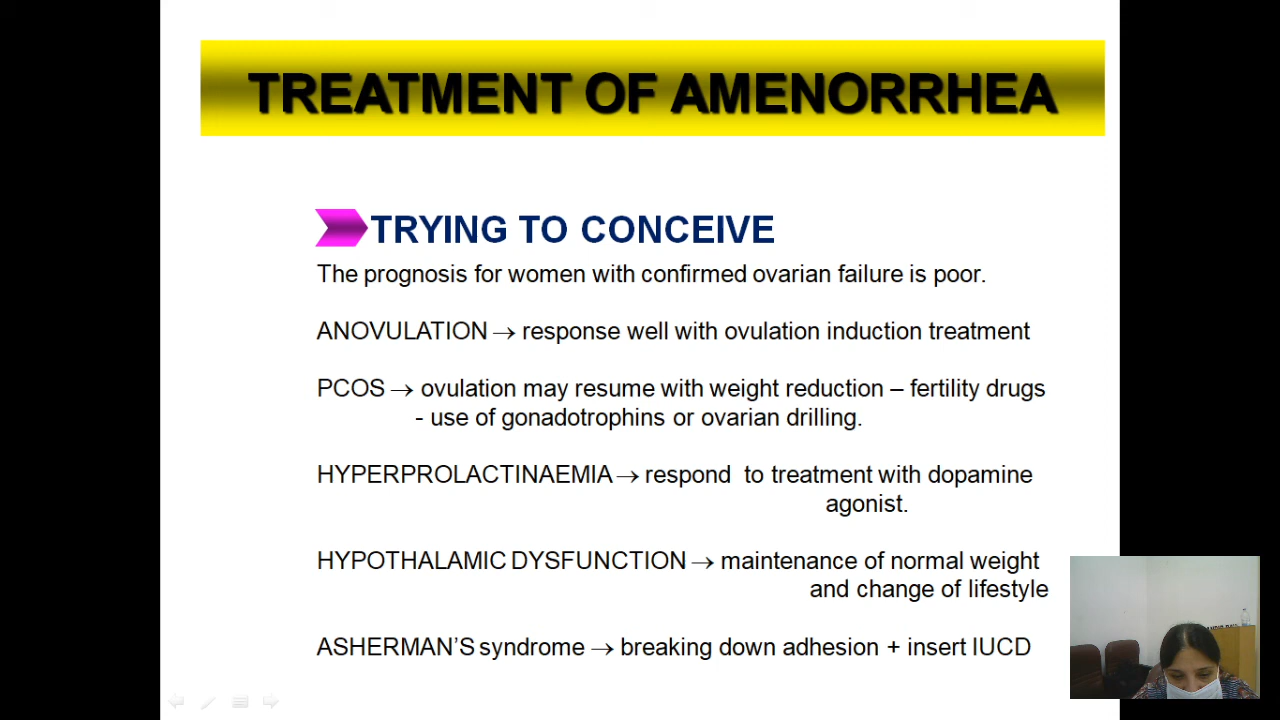 TREATMENT OF AMENORRHEA
TRYING TO CONCEIVE
The prognosis for women with confirmed ovarian failure is poor.
ANOVULATION → response well with ovulation induction treatment
PCOS → ovulation may resume with weight reduction – fertility drugs
- use of gonadotrophins or ovarian drilling.
HYPERPROLACTINAEMIA → respond to treatment with dopamine
agonist.
HYPOTHALAMIC DYSFUNCTION → maintenance of normal weight
and change of lifestyle
ASHERMAN’S syndrome → breaking down adhesion + insert IUCD